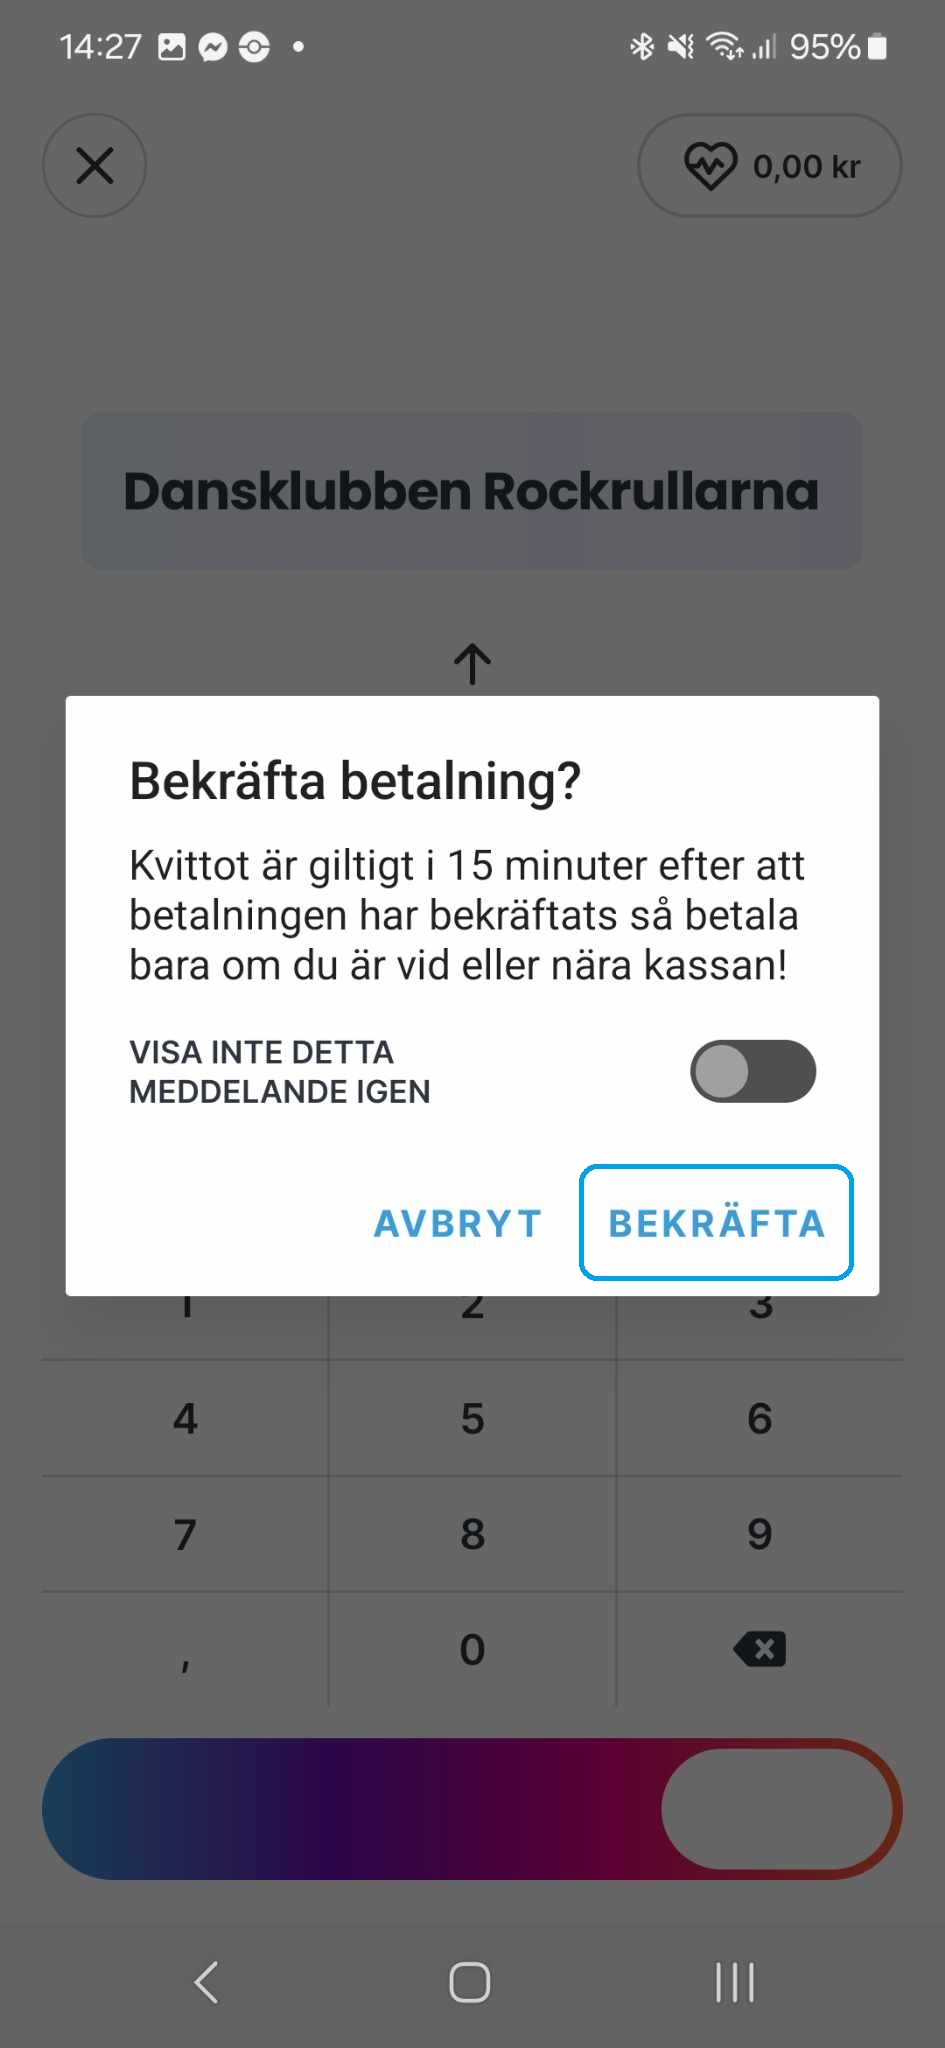 14:27
95%
0,00 kr
Dansklubben Rockrullarna
Bekräfta betalning?
Kvittot är giltigt i 15 minuter efter att
betalningen har bekräftats så betala
bara om du är vid eller nära kassan!
VISA INTE DETTA
MEDDELANDE IGEN
AVBRYT
BEKRÄFTA
1 2 3
4 5 6
7 8 9
, 0